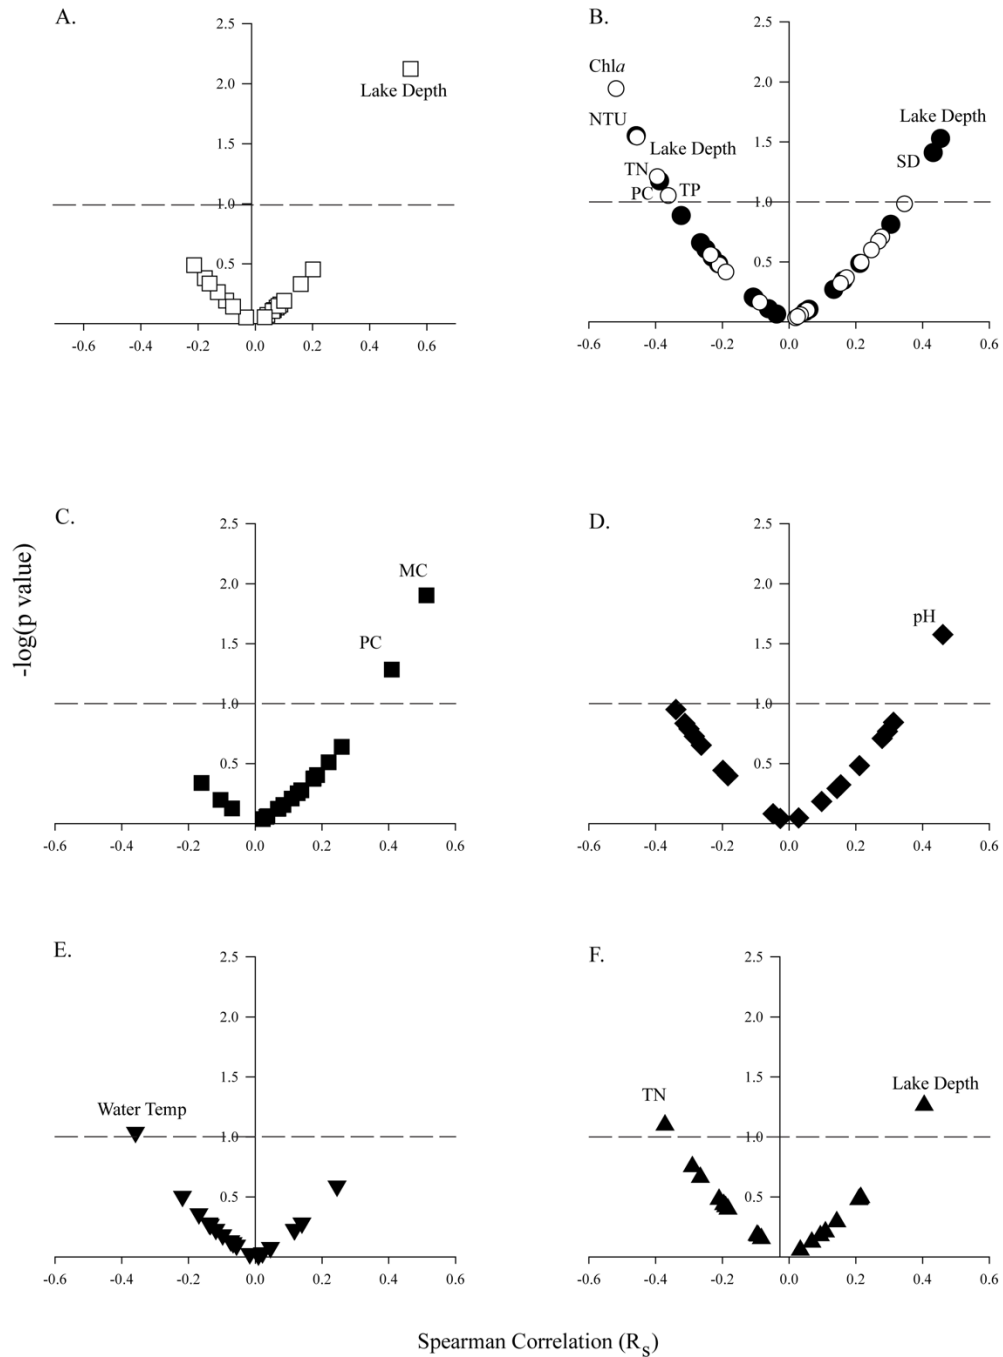 A.
2.5
2.0
Lake Depth
1.5
1.0
0.5
-0.6 -0.4 -0.2 0.0 0.2 0.4 0.6
B.
2.5
Chla
2.0
NTU
Lake Depth
Lake Depth
1.5
SD
TN
PC TP
1.0
0.5
-0.6 -0.4 -0.2 0.0 0.2 0.4 0.6
C.
2.5
MC
2.0
PC
1.5
1.0
0.5
-0.6 -0.4 -0.2 0.0 0.2 0.4 0.6
D.
2.5
2.0
pH
1.5
1.0
0.5
-0.6 -0.4 -0.2 0.0 0.2 0.4 0.6
-log(p value)
E.
2.5
2.0
1.5
Water Temp
1.0
0.5
-0.6 -0.4 -0.2 0.0 0.2 0.4 0.6
F.
2.5
2.0
1.5
TN
Lake Depth
1.0
0.5
-0.6 -0.4 -0.2 0.0 0.2 0.4 0.6
Spearman Correlation (Rs)